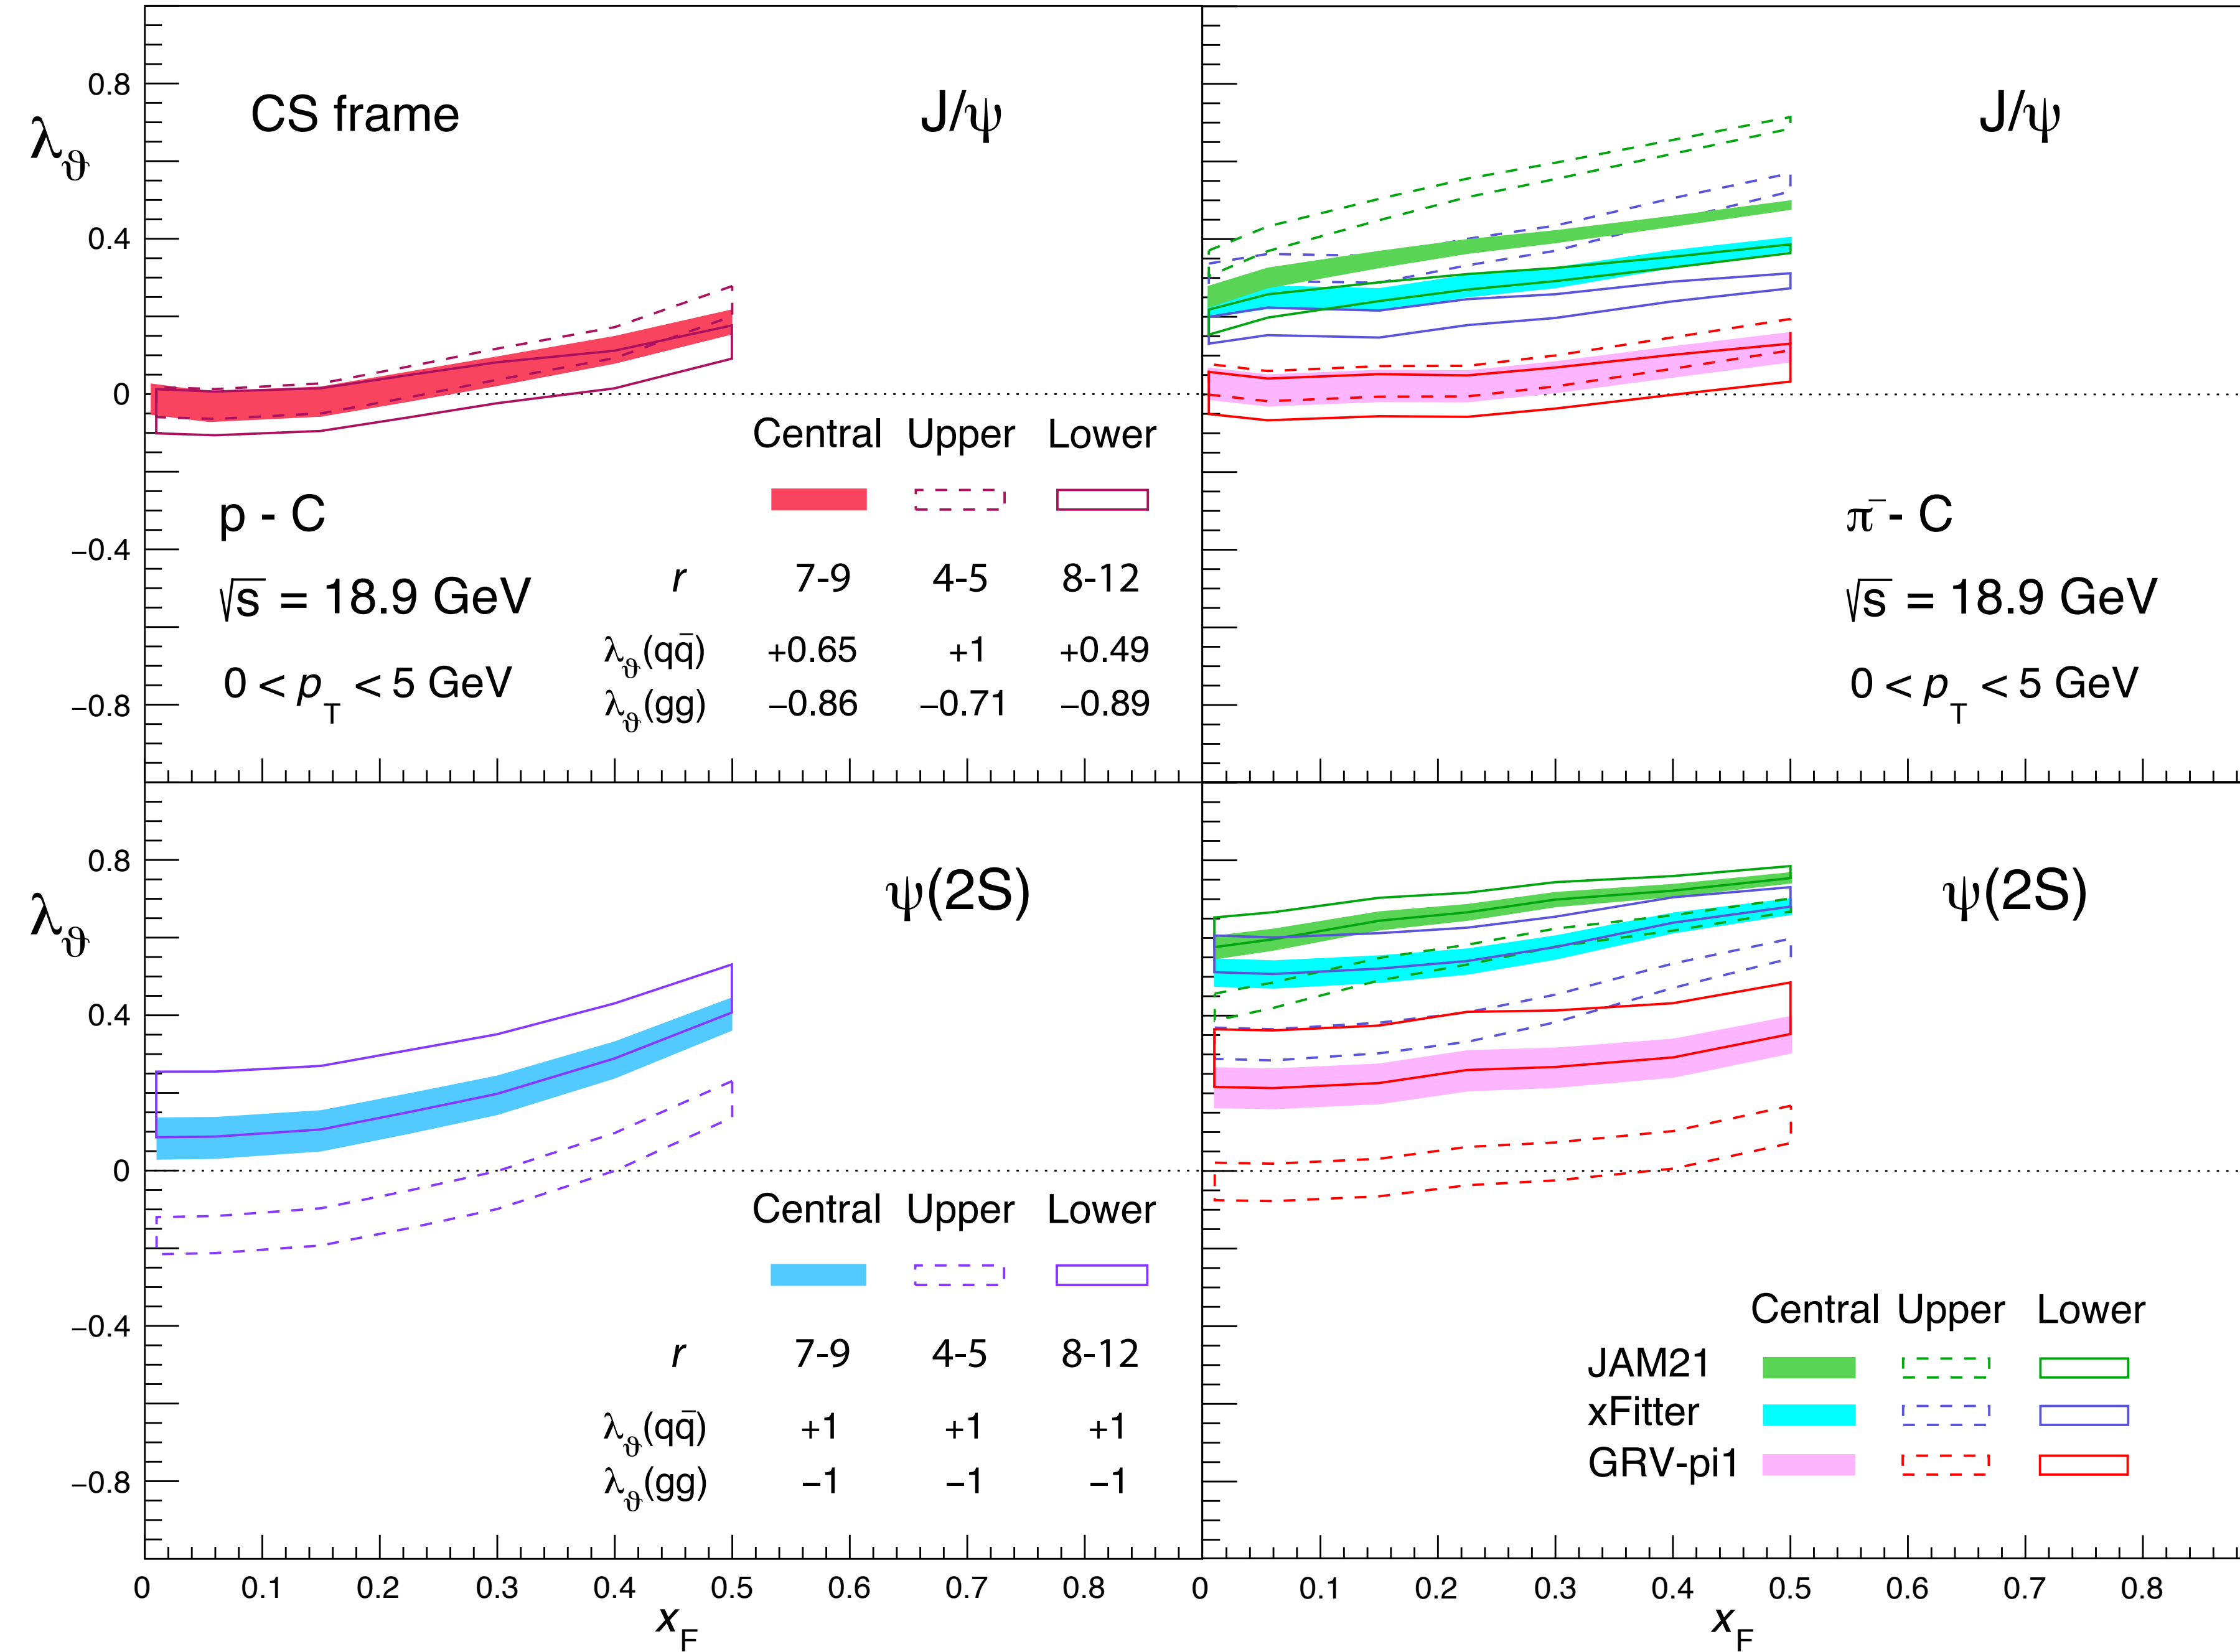 CS frame
J/ψ
J/ψ
0.8
λϑ
0.4
0
Central Upper Lower
p - C
π⁻ - C
−0.4
r 7-9 4-5 8-12
√s = 18.9 GeV
√s = 18.9 GeV
λϑ(qq̄) +0.65 +1 +0.49
0 < pT < 5 GeV
0 < pT < 5 GeV
−0.8
λϑ(gg) −0.86 −0.71 −0.89
0.8
λϑ
ψ(2S)
ψ(2S)
0.4
0
Central Upper Lower
Central Upper Lower
−0.4
r 7-9 4-5 8-12
JAM21
xFitter
λϑ(qq̄) +1 +1 +1
GRV-pi1
−0.8
λϑ(gg) −1 −1 −1
0 0.1 0.2 0.3 0.4 0.5 0.6 0.7 0.8
0 0.1 0.2 0.3 0.4 0.5 0.6 0.7 0.8
xF
xF